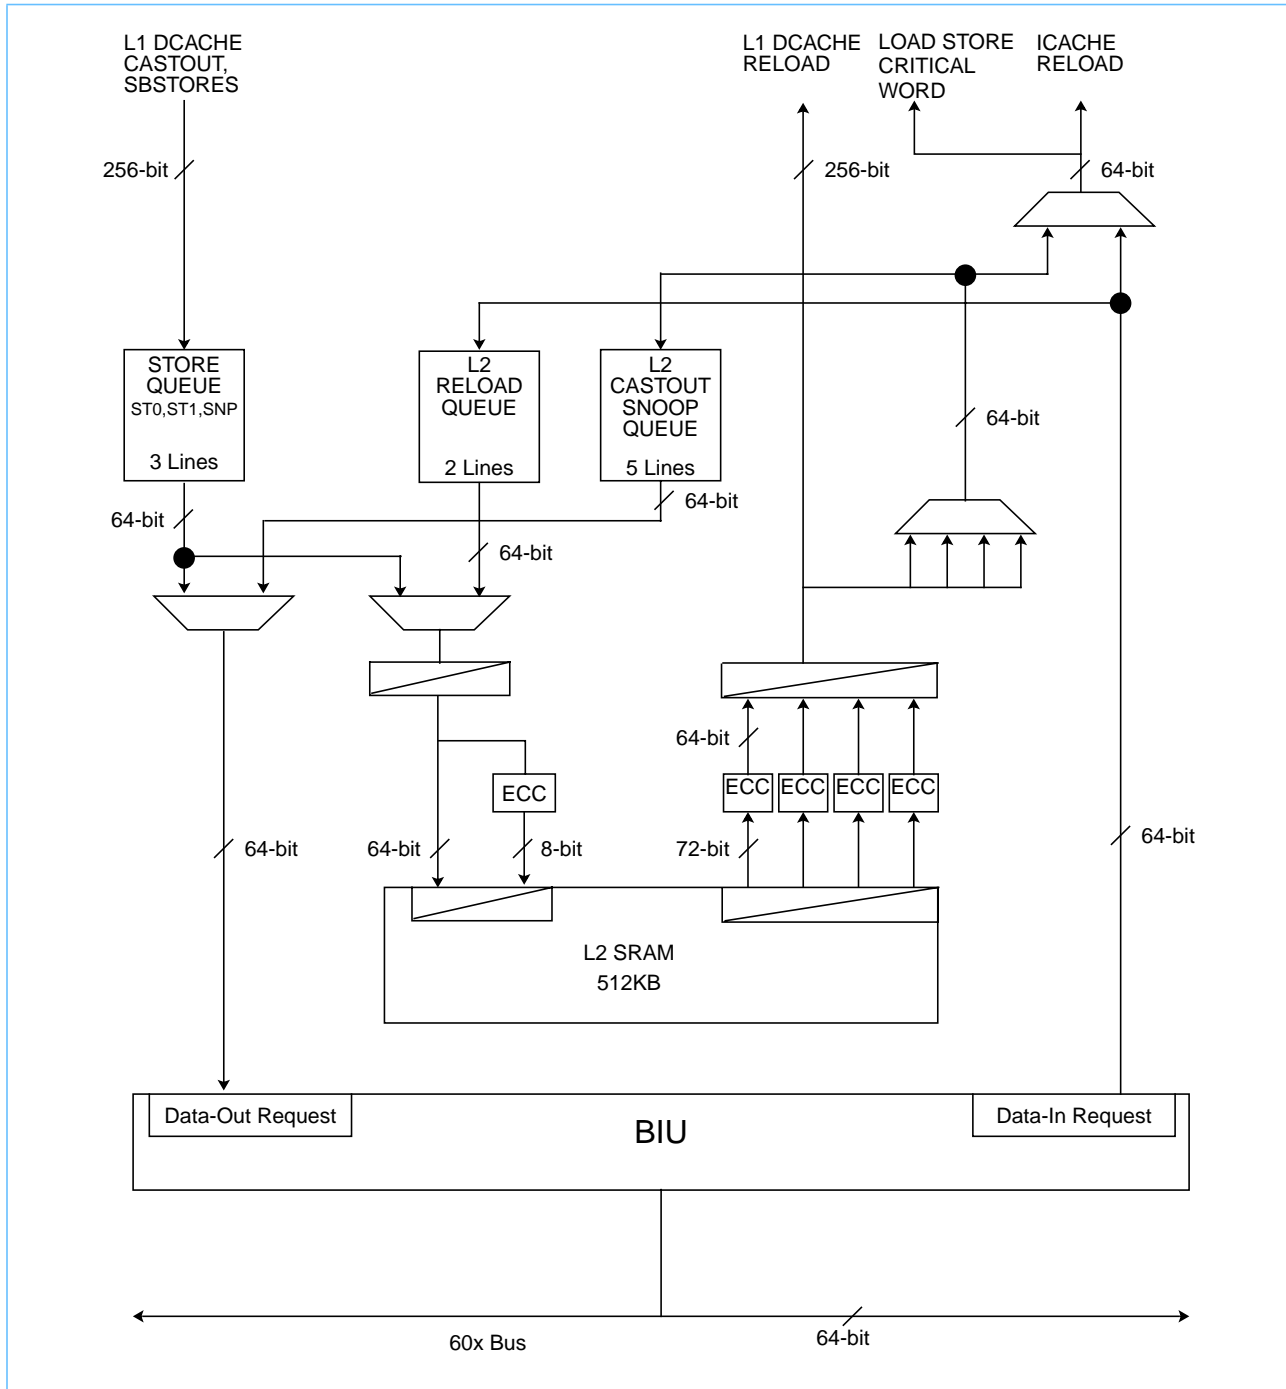 L1 DCACHE
CASTOUT,
SBSTORES
L1 DCACHE
RELOAD
LOAD STORE
CRITICAL
WORD
ICACHE
RELOAD
256-bit
256-bit
64-bit
STORE
QUEUE
ST0,ST1,SNP
3 Lines
L2
RELOAD
QUEUE
2 Lines
L2
CASTOUT
SNOOP
QUEUE
5 Lines
64-bit
64-bit
64-bit
64-bit
64-bit
ECC
ECC
ECC
ECC
ECC
64-bit
64-bit
8-bit
72-bit
64-bit
L2 SRAM
512KB
Data-Out Request
BIU
Data-In Request
60x Bus
64-bit